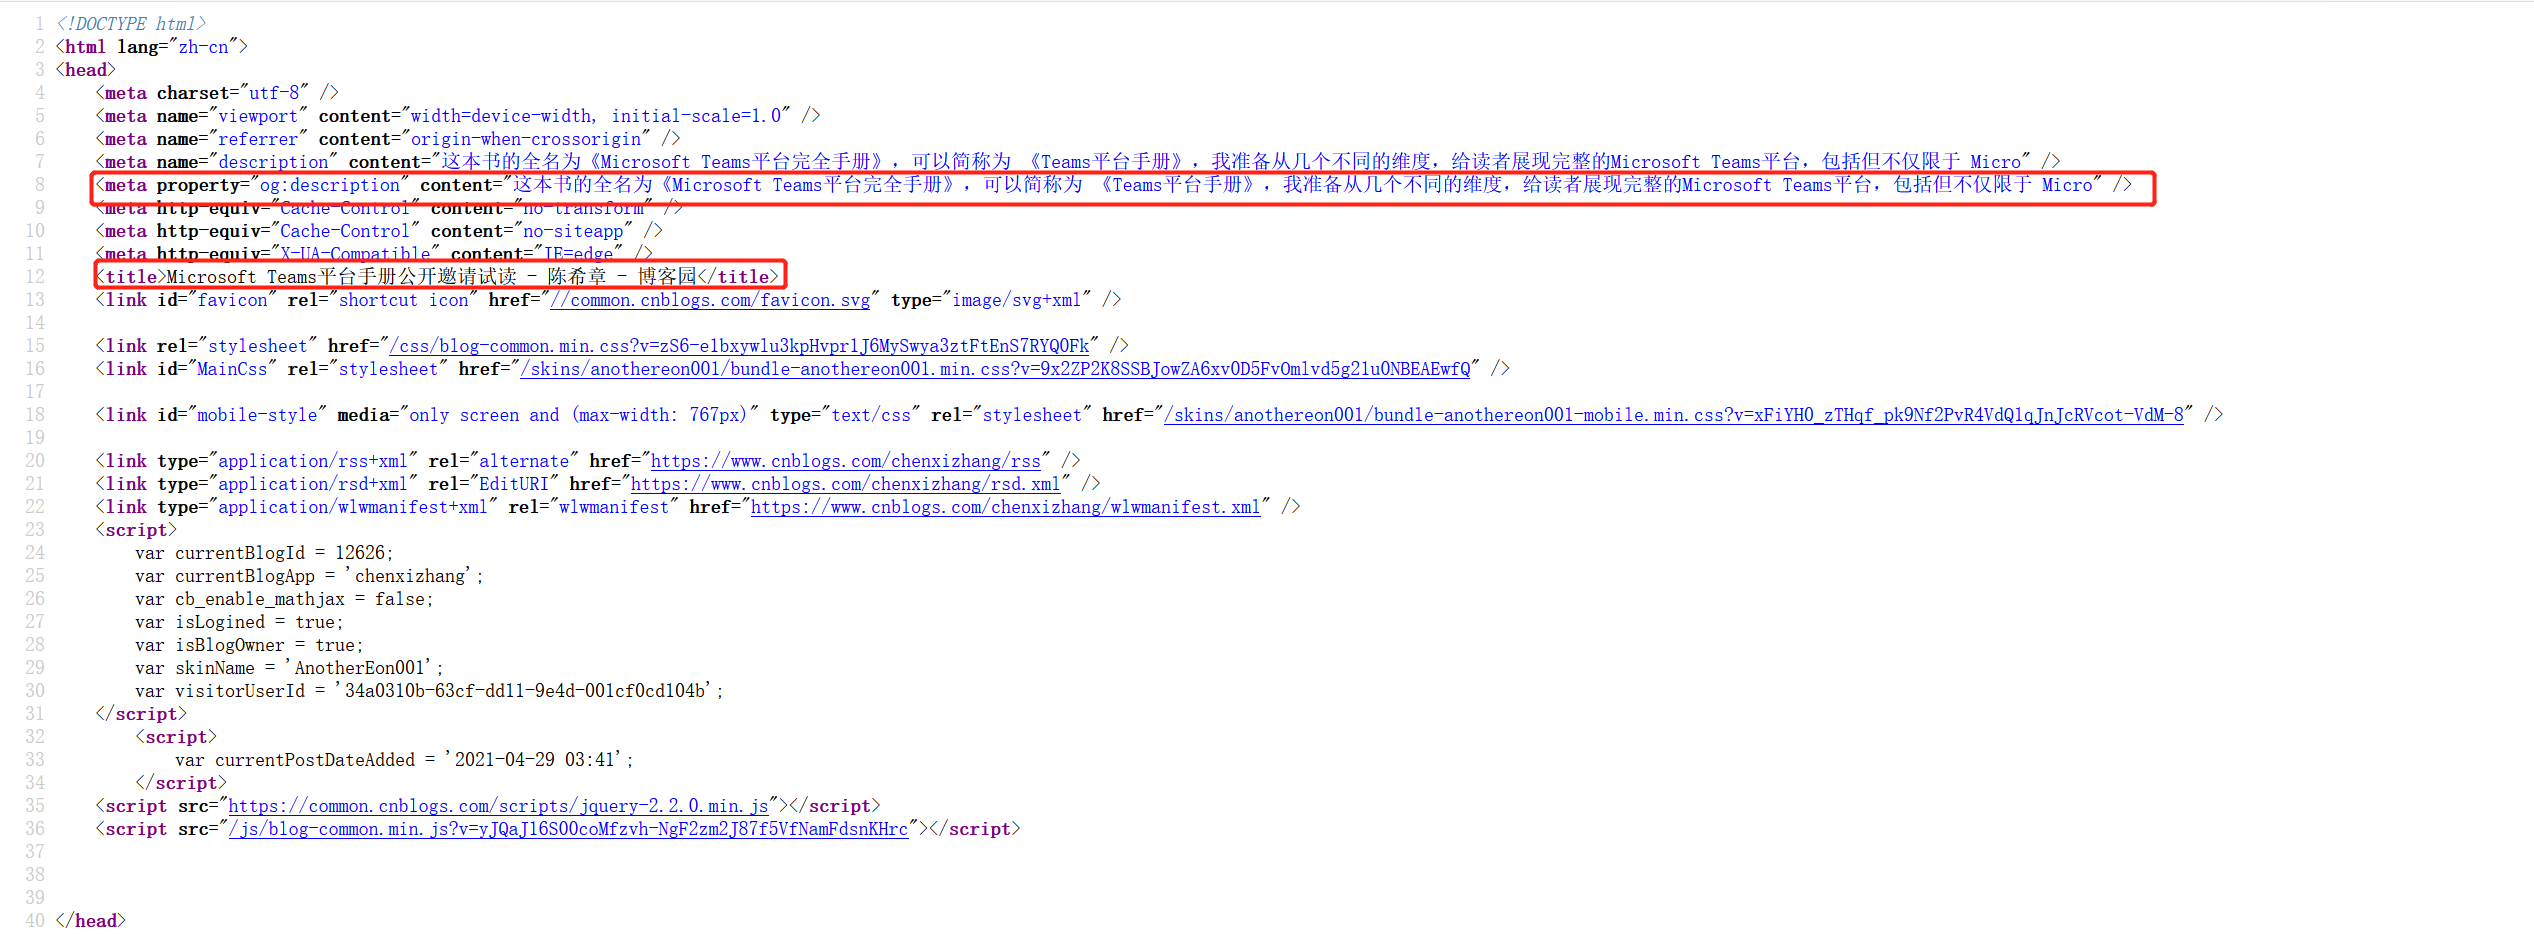 1 <!DOCTYPE html>
2 <html lang="zh-cn">
3 <head>
4 <meta charset="utf-8" />
5 <meta name="viewport" content="width=device-width, initial-scale=1.0" />
6 <meta name="referrer" content="origin-when-crossorigin" />
7 <meta name="description" content="这本书的全名为《Microsoft Teams平台完全手册》，可以简称为 《Teams平台手册》，我准备从几个不同的维度，给读者展现完整的Microsoft Teams平台，包括但不仅限于 Micro" />
8 <meta property="og:description" content="这本书的全名为《Microsoft Teams平台完全手册》，可以简称为 《Teams平台手册》，我准备从几个不同的维度，给读者展现完整的Microsoft Teams平台，包括但不仅限于 Micro" />
9 <meta http-equiv="Cache-Control" content="no-transform" />
10 <meta http-equiv="Cache-Control" content="no-siteapp" />
11 <meta http-equiv="X-UA-Compatible" content="IE=edge" />
12 <title>Microsoft Teams平台手册公开邀请试读 - 陈希章 - 博客园</title>
13 <link id="favicon" rel="shortcut icon" href="//common.cnblogs.com/favicon.svg" type="image/svg+xml" />
14
15 <link rel="stylesheet" href="/css/blog-common.min.css?v=zS6-e1bxywlu3kpHvpr1J6MySwya3ztFtEnS7RYQ0Fk" />
16 <link id="MainCss" rel="stylesheet" href="/skins/anothereon001/bundle-anothereon001.min.css?v=9x2ZP2K8SSBJowZA6xv0D5FvOmlvd5g21u0NBEAEwfQ" />
17
18 <link id="mobile-style" media="only screen and (max-width: 767px)" type="text/css" rel="stylesheet" href="/skins/anothereon001/bundle-anothereon001-mobile.min.css?v=xFiYH0_zTHqf_pk9Nf2PvR4VdQ1qJnJcRVcot-VdM-8" />
19
20 <link type="application/rss+xml" rel="alternate" href="https://www.cnblogs.com/chenxizhang/rss" />
21 <link type="application/rsd+xml" rel="EditURI" href="https://www.cnblogs.com/chenxizhang/rsd.xml" />
22 <link type="application/wlwmanifest+xml" rel="wlwmanifest" href="https://www.cnblogs.com/chenxizhang/wlwmanifest.xml" />
23 <script>
24 var currentBlogId = 12626;
25 var currentBlogApp = 'chenxizhang';
26 var cb_enable_mathjax = false;
27 var isLogined = true;
28 var isBlogOwner = true;
29 var skinName = 'AnotherEon001';
30 var visitorUserId = '34a0310b-63cf-dd11-9e4d-001cf0cd104b';
31 </script>
32 <script>
33 var currentPostDateAdded = '2021-04-29 03:41';
34 </script>
35 <script src="https://common.cnblogs.com/scripts/jquery-2.2.0.min.js"></script>
36 <script src="/js/blog-common.min.js?v=yJQaJ16S00coMfzvh-NgF2zm2J87f5VfNamFdsnKHrc"></script>
37
38
39
40 </head>